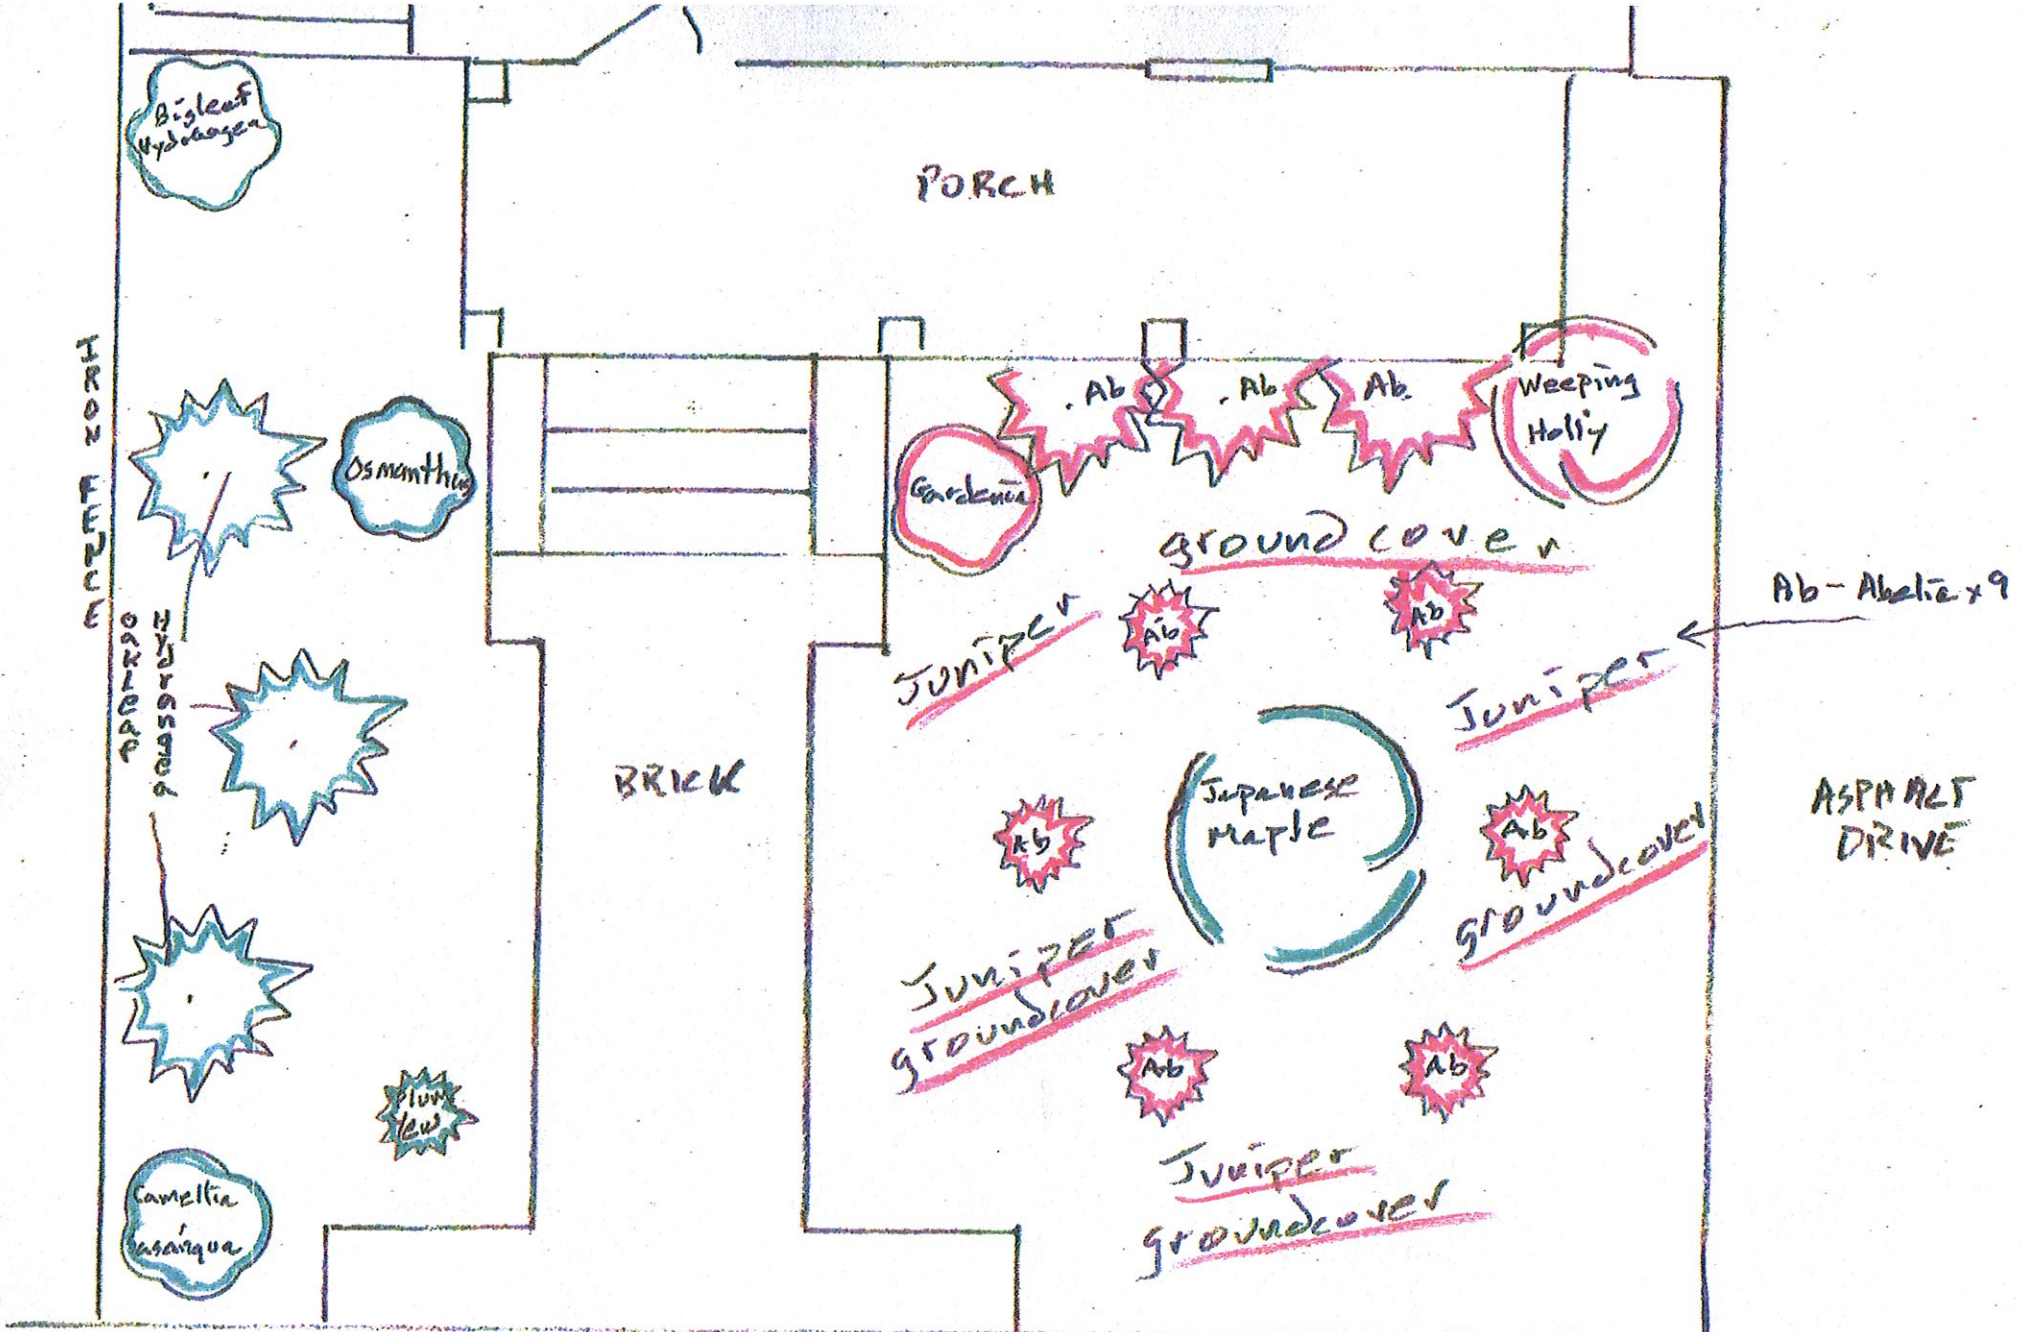 Bigleaf
Hydrangea
PORCH
IRON FENCE
Osmanthus
Gardenia
. Ab
. Ab
Ab.
Weeping
Holly
ground cover
Ab - Abelia x 9
Juniper
Ab
Ab
Juniper
OAKLEAF
Hydrangea
BRICK
Japanese
Maple
Ab
Ab
groundcover
ASPHALT
DRIVE
Juniper
groundcover
Plum
Yew
Ab
Ab
Camellia
Sasanqua
Juniper
groundcover